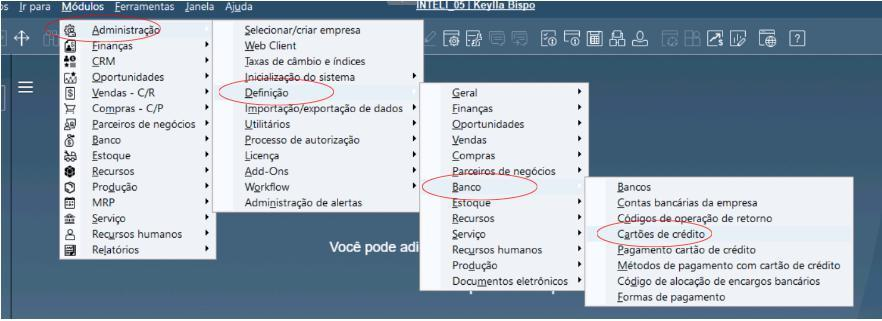 Ir para Módulos Ferramentas Janela Ajuda
INTELI_05 | Keylla Bispo
Administração
Finanças
CRM
Oportunidades
Vendas - C/R
Compras - C/P
Parceiros de negócios
Banco
Estoque
Recursos
Produção
MRP
Serviço
Recursos humanos
Relatórios
Selecionar/criar empresa
Web Client
Taxas de câmbio e índices
Inicialização do sistema
Definição
Importação/exportação de dados
Utilitários
Processo de autorização
Licença
Add-Ons
Workflow
Administração de alertas
Geral
Finanças
Oportunidades
Vendas
Compras
Parceiros de negócios
Banco
Estoque
Recursos
Serviço
Recursos humanos
Produção
Documentos eletrônicos
Bancos
Contas bancárias da empresa
Códigos de operação de retorno
Cartões de crédito
Pagamento cartão de crédito
Métodos de pagamento com cartão de crédito
Código de alocação de encargos bancários
Formas de pagamento
Você pode adi